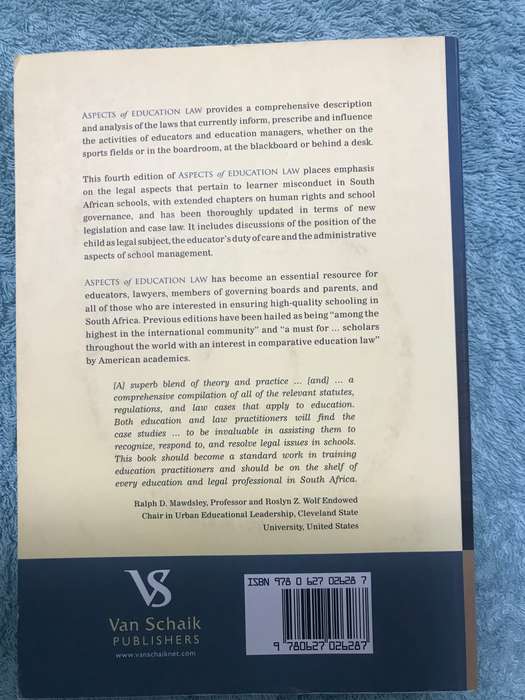 ASPECTS of EDUCATION LAW provides a comprehensive description
and analysis of the laws that currently inform, prescribe and influence
the activities of educators and education managers, whether on the
sports fields or in the boardroom, at the blackboard or behind a desk.
This fourth edition of ASPECTS of EDUCATION LAW places emphasis
on the legal aspects that pertain to learner misconduct in South
African schools, with extended chapters on human rights and school
governance, and has been thoroughly updated in terms of new
legislation and case law. It includes discussions of the position of the
child as legal subject, the educator's duty of care and the administrative
aspects of school management.
ASPECTS of EDUCATION LAW has become an essential resource for
educators, lawyers, members of governing boards and parents, and
all of those who are interested in ensuring high-quality schooling in
South Africa. Previous editions have been hailed as being "among the
highest in the international community" and "a must for ... scholars
throughout the world with an interest in comparative education law"
by American academics.
[A] superb blend of theory and practice ... [and] ... a
comprehensive compilation of all of the relevant statutes,
regulations, and law cases that apply to education.
Both education and law practitioners will find the
case studies ... to be invaluable in assisting them to
recognize, respond to, and resolve legal issues in schools.
This book should become a standard work in training
education practitioners and should be on the shelf of
every education and legal professional in South Africa.
Ralph D. Mawdsley, Professor and Roslyn Z. Wolf Endowed
Chair in Urban Educational Leadership, Cleveland State
University, United States
VS
Van Schaik
PUBLISHERS
www.vanschaiknet.com
ISBN 978 0 627 02628 7
9 780627 026287